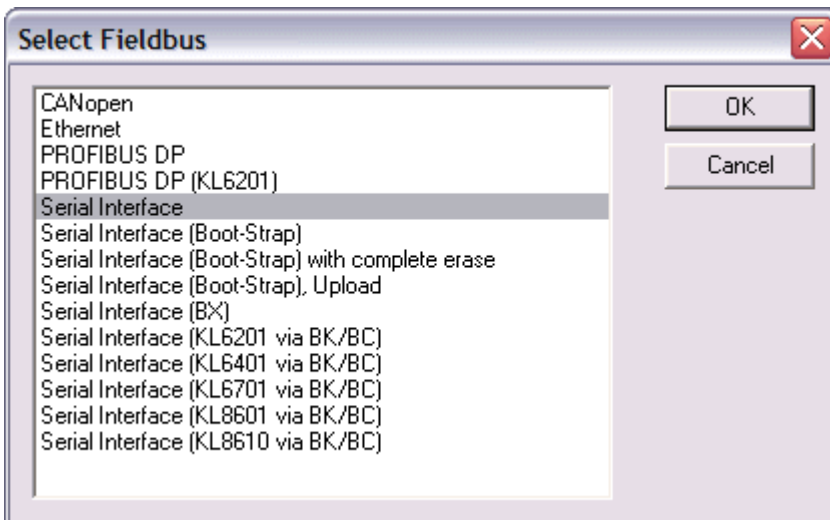 Select Fieldbus
CANopen
Ethernet
PROFIBUS DP
PROFIBUS DP (KL6201)
Serial Interface
Serial Interface (Boot-Strap)
Serial Interface (Boot-Strap) with complete erase
Serial Interface (Boot-Strap), Upload
Serial Interface (BX)
Serial Interface (KL6201 via BK/BC)
Serial Interface (KL6401 via BK/BC)
Serial Interface (KL6701 via BK/BC)
Serial Interface (KL8601 via BK/BC)
Serial Interface (KL8610 via BK/BC)
OK
Cancel